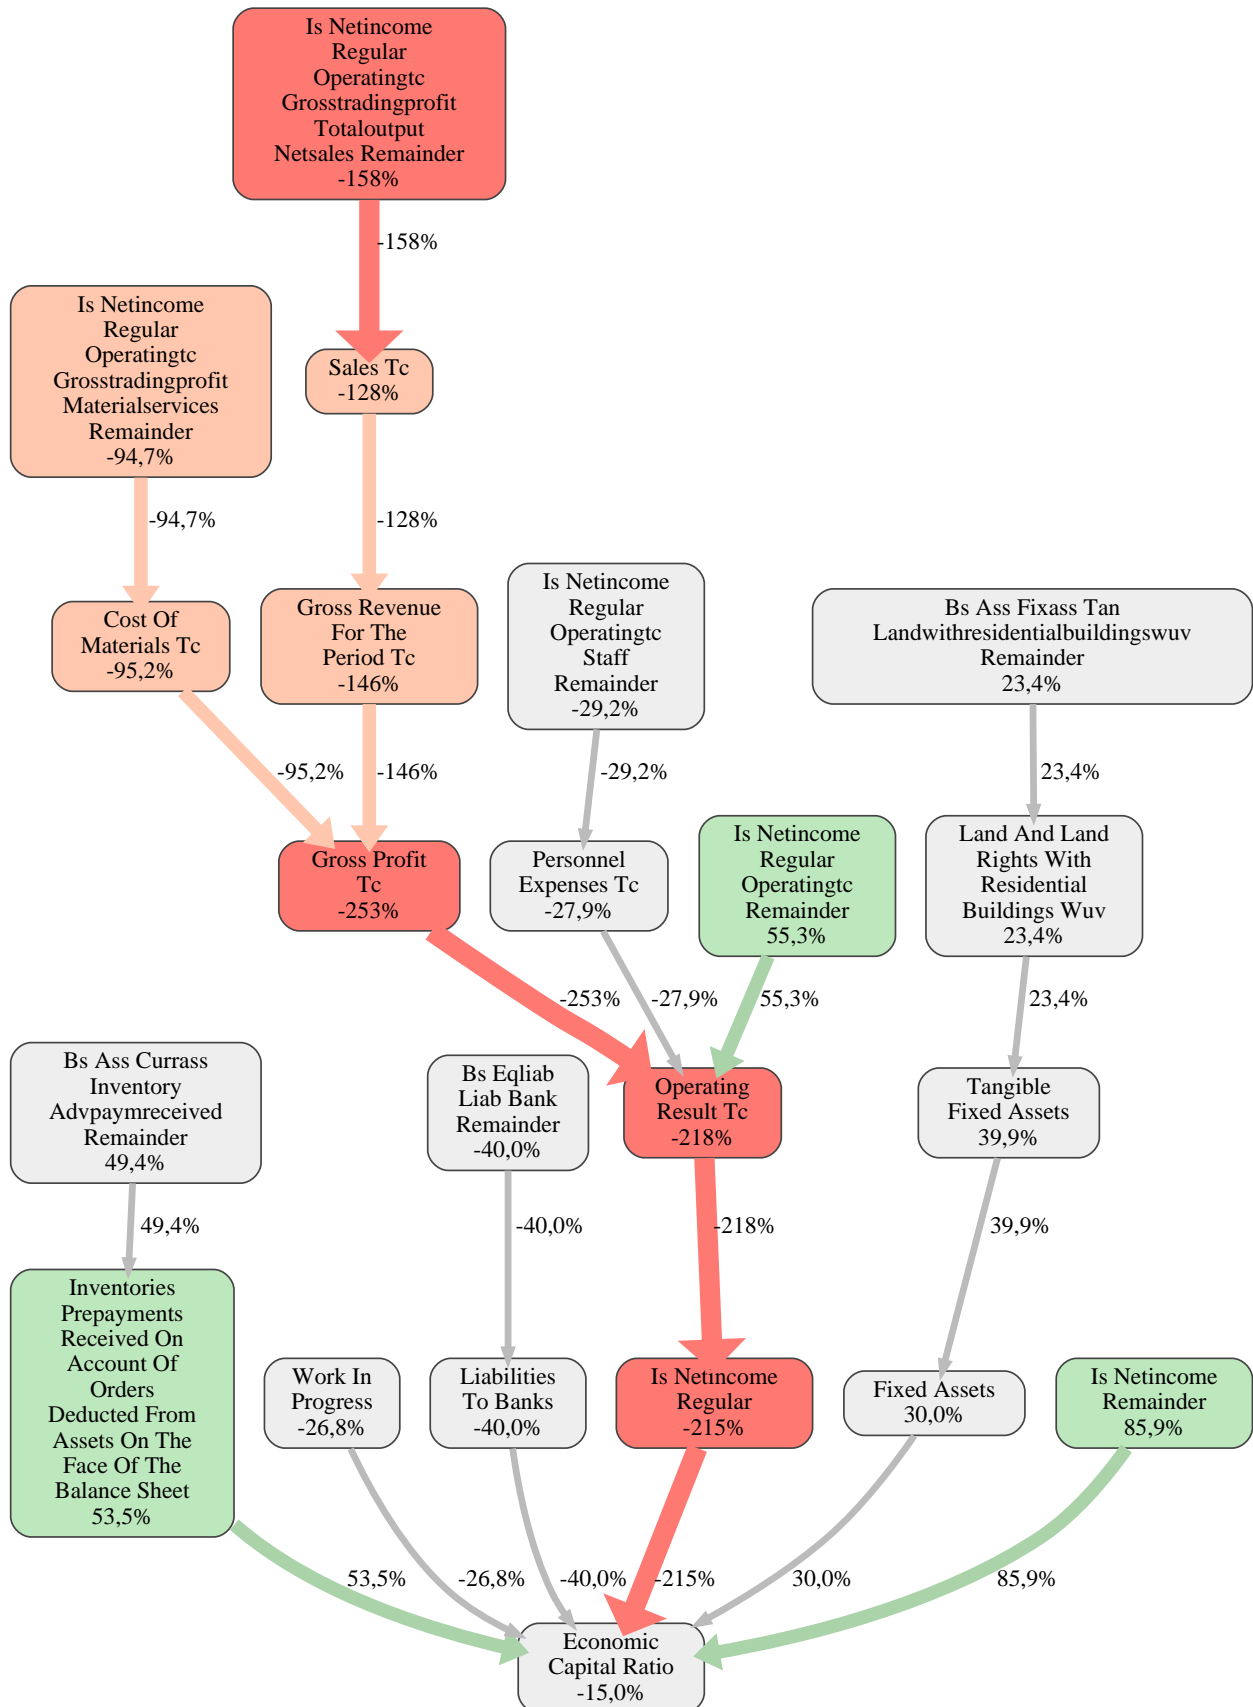 Is Netincome
Regular
Operatingtc
Grosstradingprofit
Totaloutput
Netsales Remainder
-158%
-158%
Is Netincome
Regular
Operatingtc
Grosstradingprofit
Materialservices
Remainder
-94,7%
Sales Tc
-128%
-94,7%
-128%
Cost Of
Materials Tc
-95,2%
Gross Revenue
For The
Period Tc
-146%
Is Netincome
Regular
Operatingtc
Staff
Remainder
-29,2%
Bs Ass Fixass Tan
Landwithresidentialbuildingswuv
Remainder
23,4%
-95,2%
-146%
-29,2%
23,4%
Gross Profit
Tc
-253%
Personnel
Expenses Tc
-27,9%
Is Netincome
Regular
Operatingtc
Remainder
55,3%
Land And Land
Rights With
Residential
Buildings Wuv
23,4%
-253%
-27,9%
55,3%
23,4%
Bs Ass Currass
Inventory
Advpaymreceived
Remainder
49,4%
Bs Eqliab
Liab Bank
Remainder
-40,0%
Operating
Result Tc
-218%
Tangible
Fixed Assets
39,9%
49,4%
-40,0%
-218%
39,9%
Inventories
Prepayments
Received On
Account Of
Orders
Deducted From
Assets On The
Face Of The
Balance Sheet
53,5%
Work In
Progress
-26,8%
Liabilities
To Banks
-40,0%
Is Netincome
Regular
-215%
Fixed Assets
30,0%
Is Netincome
Remainder
85,9%
53,5%
-26,8%
-40,0%
-215%
30,0%
85,9%
Economic
Capital Ratio
-15,0%